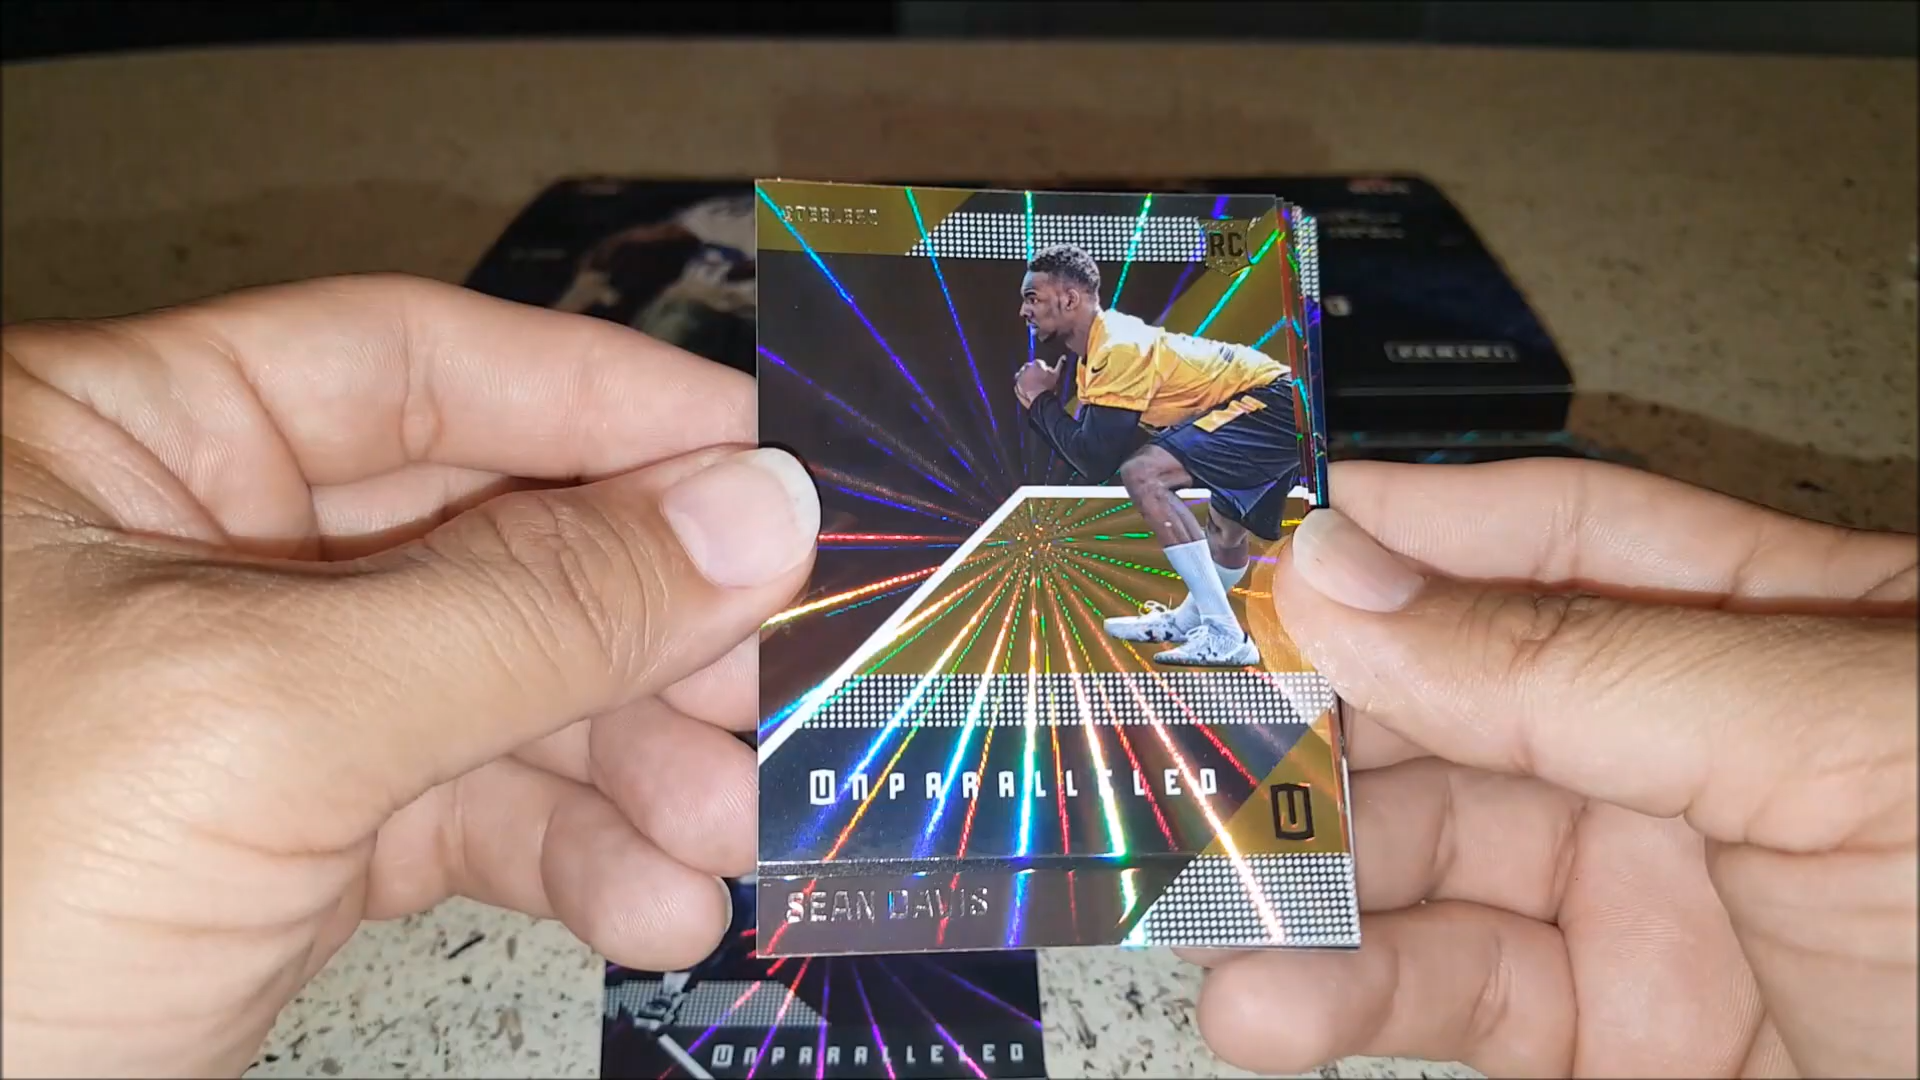 STEELERS
RC
PANINI
UNPARALLELED
U
SEAN DAVIS
UNPARALLELED